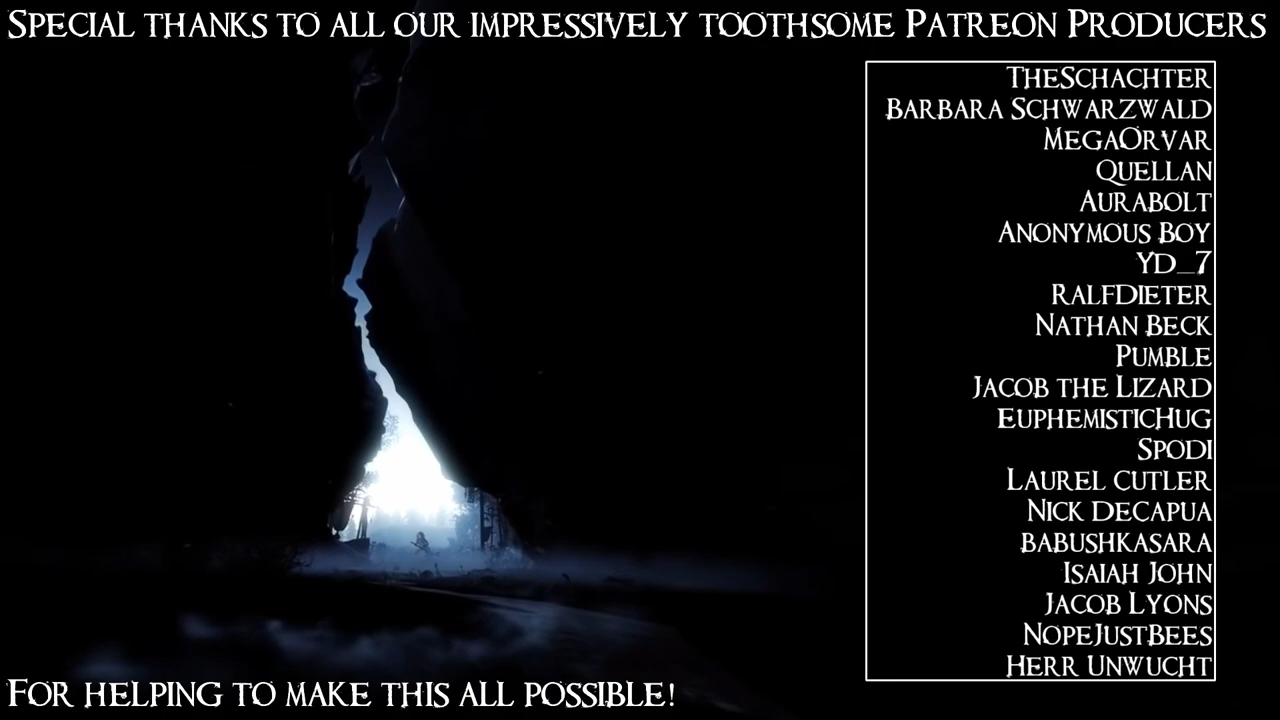 Special thanks to all our impressively toothsome Patreon Producers
TheSchachter
Barbara Schwarzwald
MegaOrvar
Quellan
Aurabolt
Anonymous Boy
YD_7
RalfDieter
Nathan Beck
Pumble
Jacob the Lizard
EuphemisticHug
Spodi
Laurel Cutler
Nick DeCapua
babushkasara
Isaiah John
Jacob Lyons
NopeJustBees
Herr Unwucht
For helping to make this all possible!